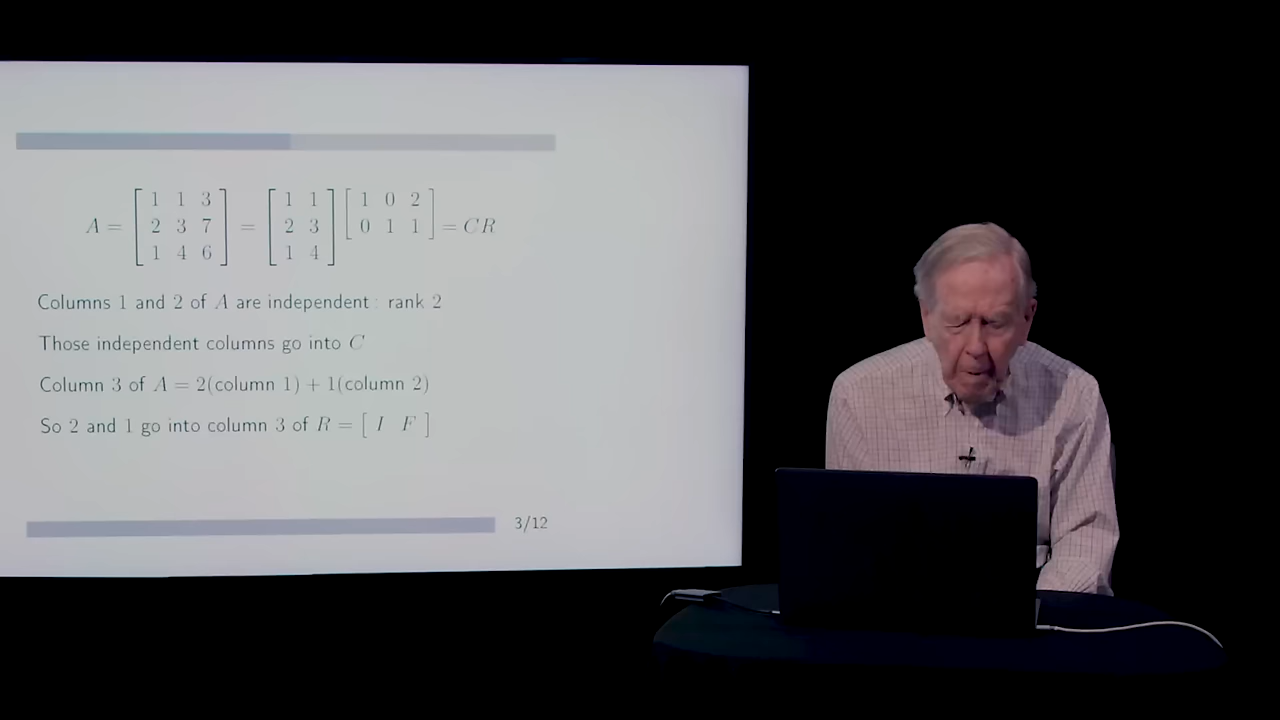 A = [ 1 1 3 ; 2 3 7 ; 1 4 6 ] = [ 1 1 ; 2 3 ; 1 4 ] [ 1 0 2 ; 0 1 1 ] = CR
Columns 1 and 2 of A are independent: rank 2
Those independent columns go into C
Column 3 of A = 2(column 1) + 1(column 2)
So 2 and 1 go into column 3 of R = [ I F ]
3/12